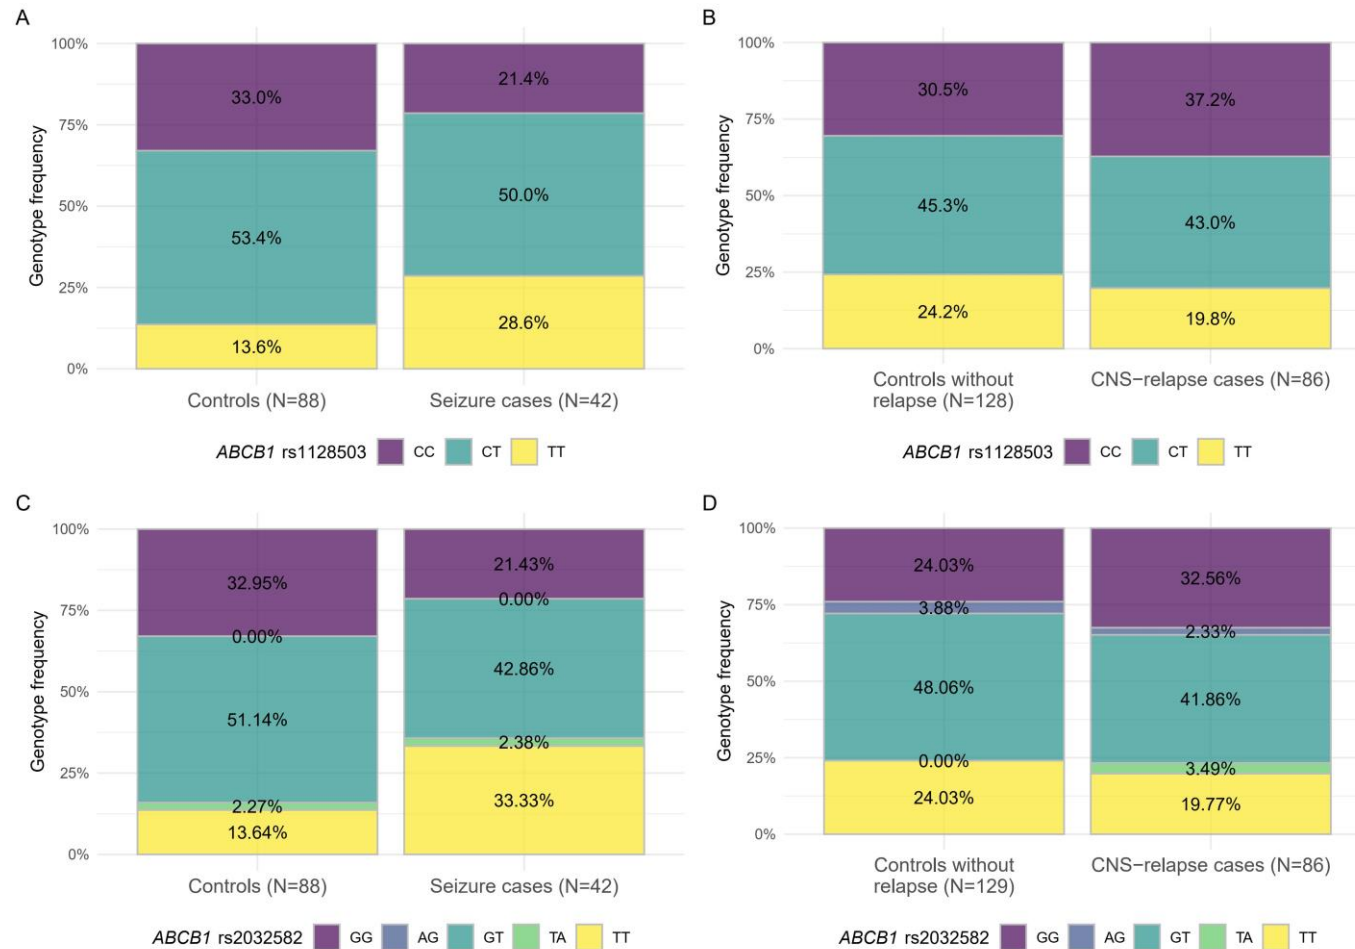 A
Genotype frequency
100%
75%
50%
25%
0%
33.0%
53.4%
13.6%
21.4%
50.0%
28.6%
Controls (N=88)
Seizure cases (N=42)
ABCB1 rs1128503 CC CT TT
B
Genotype frequency
100%
75%
50%
25%
0%
30.5%
45.3%
24.2%
37.2%
43.0%
19.8%
Controls without
relapse (N=128)
CNS−relapse cases (N=86)
ABCB1 rs1128503 CC CT TT
C
Genotype frequency
100%
75%
50%
25%
0%
32.95%
0.00%
51.14%
2.27%
13.64%
21.43%
0.00%
42.86%
2.38%
33.33%
Controls (N=88)
Seizure cases (N=42)
ABCB1 rs2032582 GG AG GT TA TT
D
Genotype frequency
100%
75%
50%
25%
0%
24.03%
3.88%
48.06%
0.00%
24.03%
32.56%
2.33%
41.86%
3.49%
19.77%
Controls without
relapse (N=129)
CNS−relapse cases (N=86)
ABCB1 rs2032582 GG AG GT TA TT